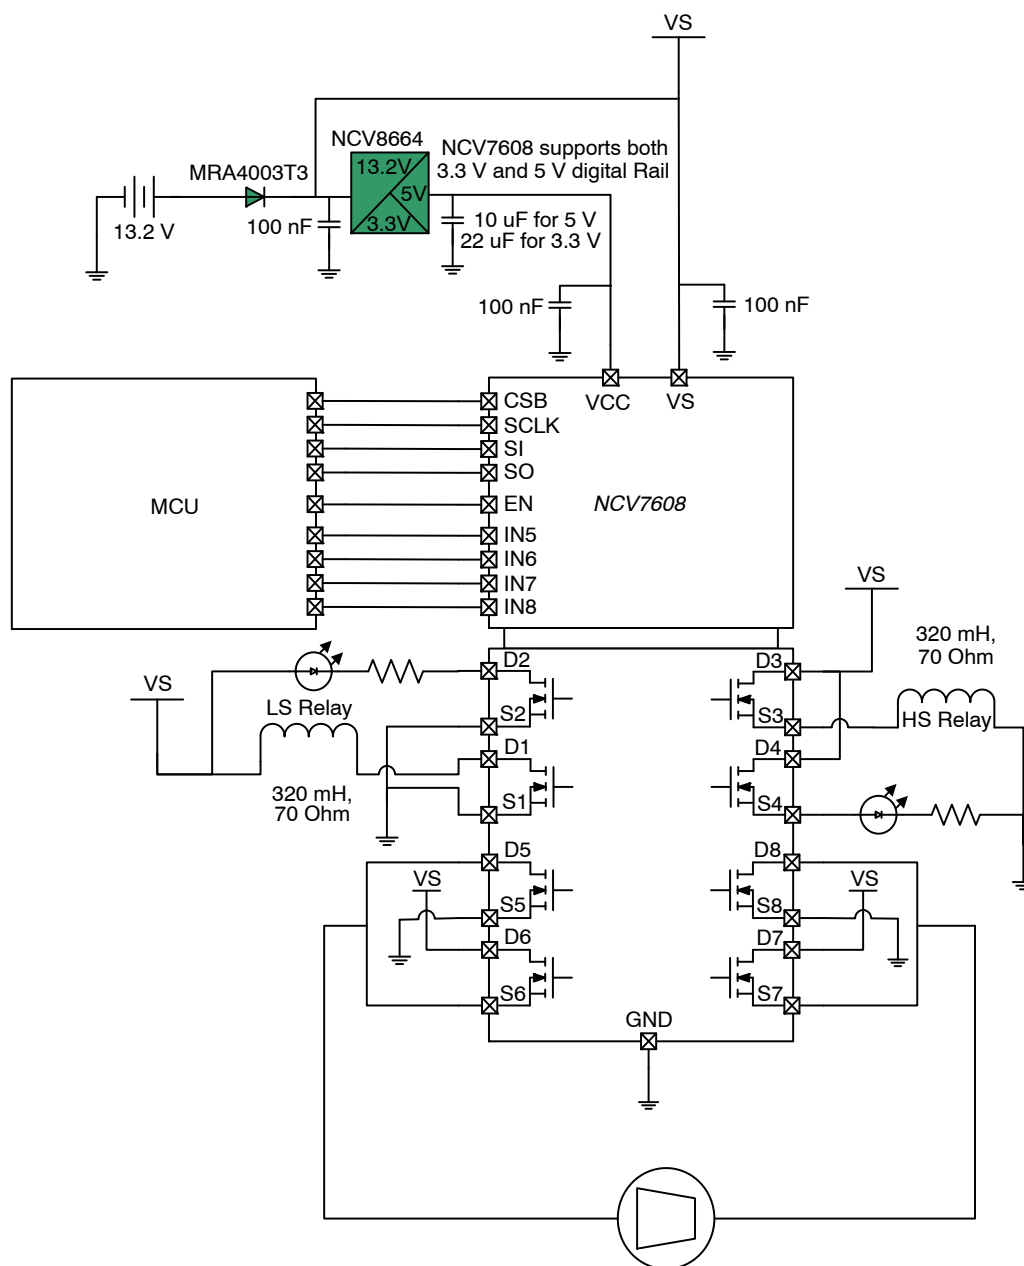 VS
NCV8664
NCV7608 supports both
3.3 V and 5 V digital Rail
MRA4003T3
13.2V
5V
3.3V
13.2 V
100 nF
10 uF for 5 V
22 uF for 3.3 V
100 nF
100 nF
VCC
VS
CSB
SCLK
SI
SO
EN
IN5
IN6
IN7
IN8
MCU
NCV7608
VS
320 mH,
70 Ohm
VS
LS Relay
320 mH,
70 Ohm
HS Relay
D2
S2
D1
S1
D3
S3
D4
S4
D5
S5
D6
S6
D8
S8
D7
S7
VS
VS
GND